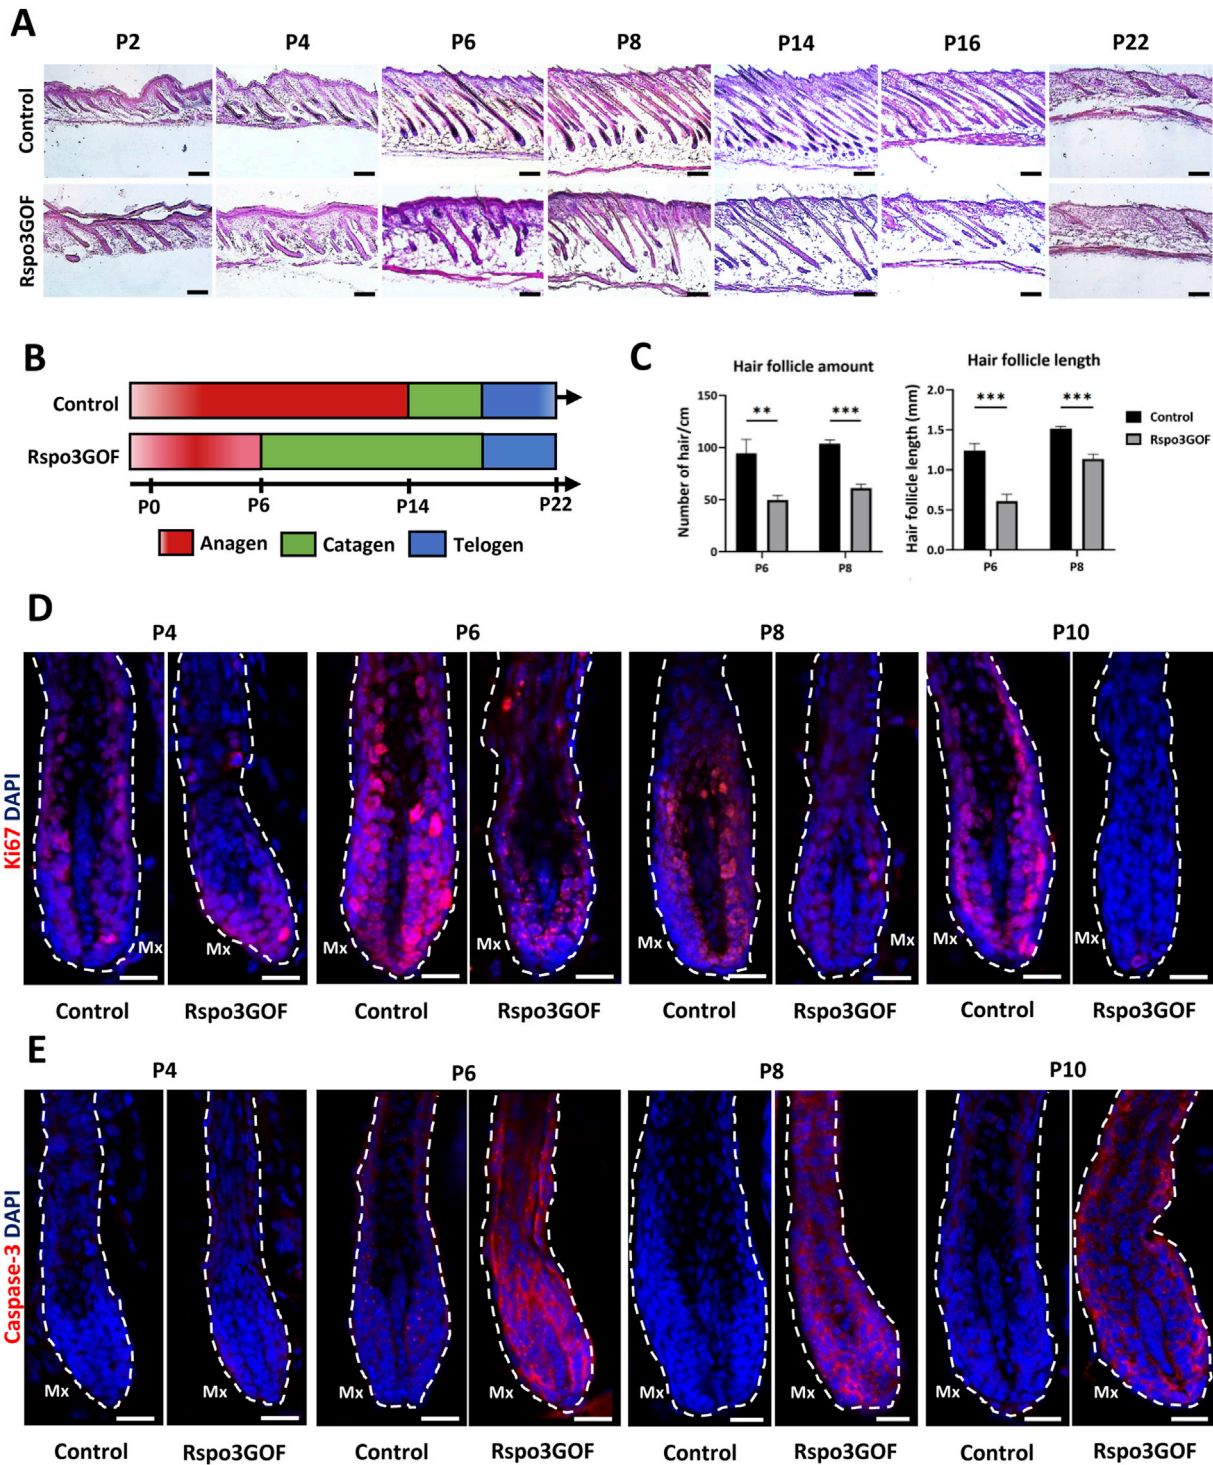 A
P2 P4 P6 P8 P14 P16 P22
Control
Rspo3GOF
B
Control
Rspo3GOF
P0 P6 P14 P22
Anagen Catagen Telogen
C
Hair follicle amount
Number of hair/cm
150
100
50
0
** ***
P6 P8
Hair follicle length
Hair follicle length (mm)
2.0
1.5
1.0
0.5
0.0
*** ***
P6 P8
Control
Rspo3GOF
D
P4 P6 P8 P10
Ki67 DAPI
Mx Mx Mx Mx Mx Mx Mx Mx
Control Rspo3GOF Control Rspo3GOF Control Rspo3GOF Control Rspo3GOF
E
P4 P6 P8 P10
Caspase-3 DAPI
Mx Mx Mx Mx Mx Mx Mx Mx
Control Rspo3GOF Control Rspo3GOF Control Rspo3GOF Control Rspo3GOF